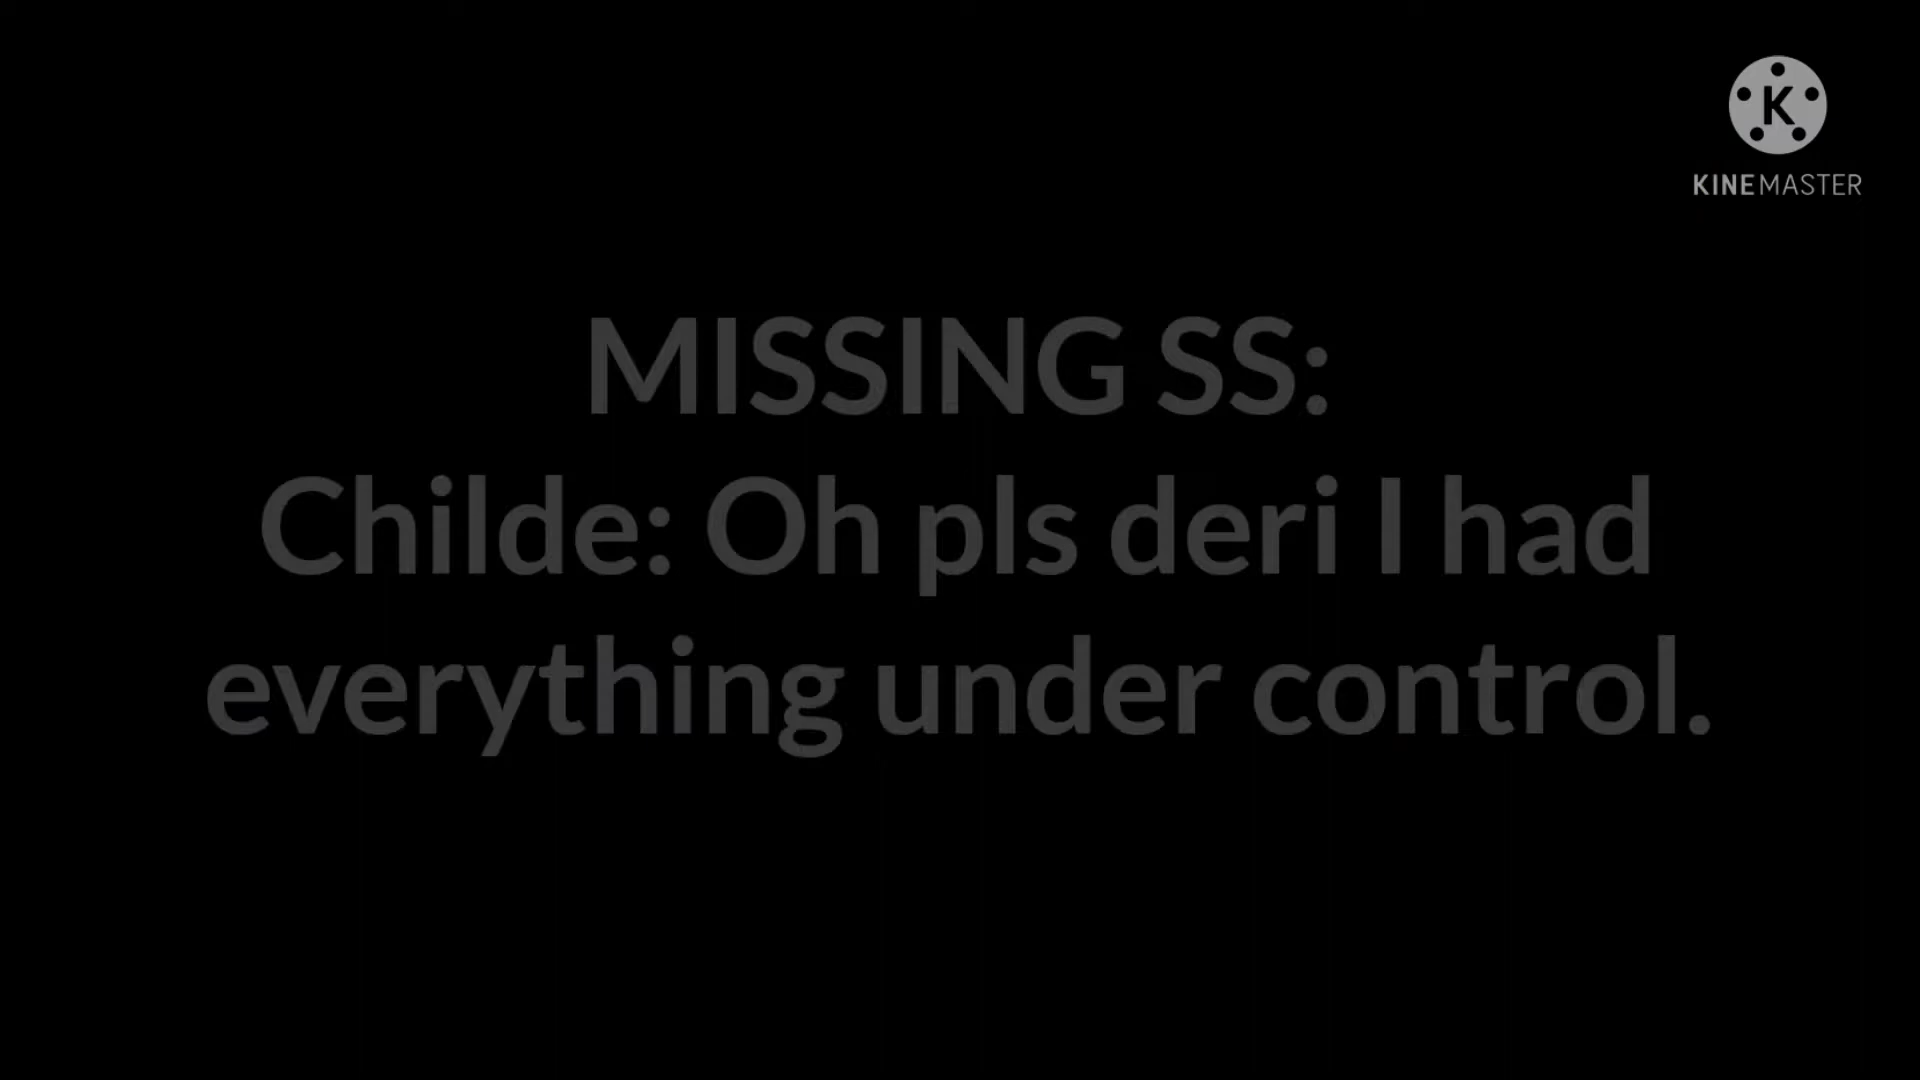 K
KINEMASTER
MISSING SS:
Childe: Oh pls deri I had
everything under control.